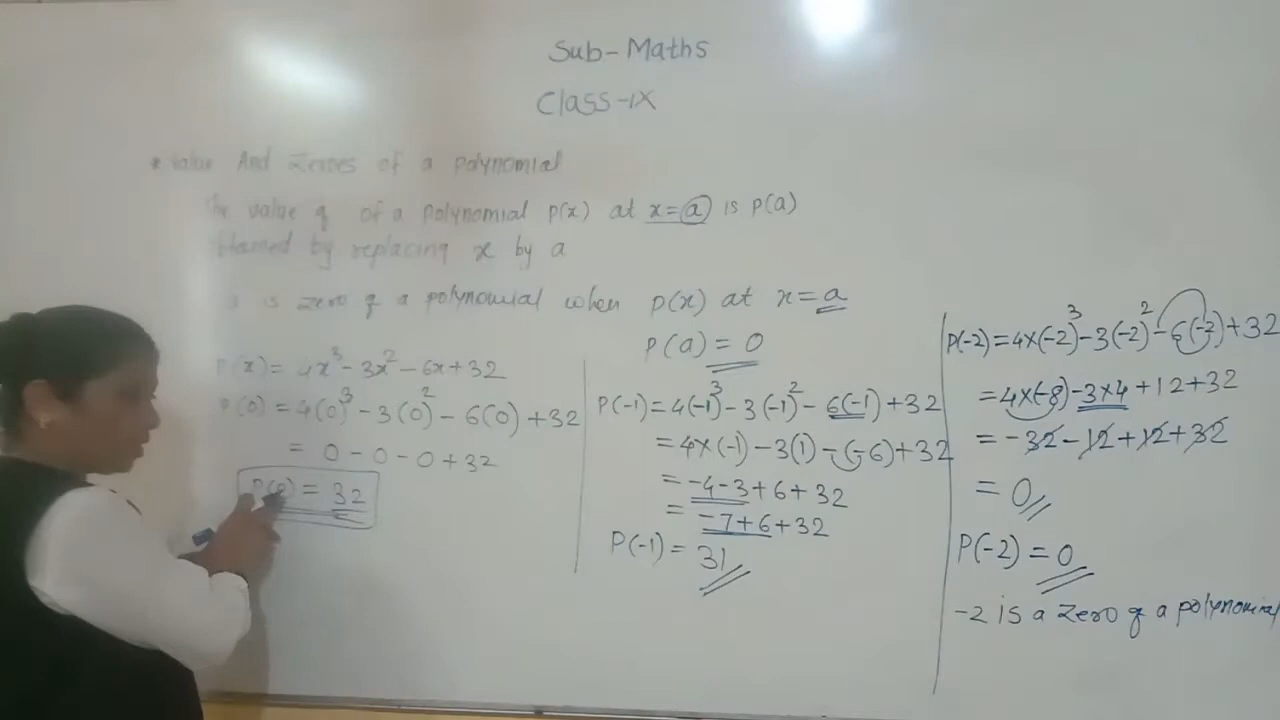 Sub-Maths
Class-IX
* Value And Zeroes of a polynomial
The value of of a polynomial p(x) at x=a is p(a)
by replacing x by a
is zero of a polynomial when p(x) at x=a
p(a)=0
P(x)=4x³-3x²-6x+32
P(0)=4(0)³-3(0)²-6(0)+32
= 0-0-0+32
P(0)=32
P(-1)=4(-1)³-3(-1)²-6(-1)+32
=4x(-1)-3(1)-(-6)+32
=-4-3+6+32
=-7+6+32
P(-1)=31
P(-2)=4x(-2)³-3(-2)²-6(-2)+32
=4x(-8)-3x4+12+32
=-32-12+12+32
=0
P(-2)=0
-2 is a zero of a polynomial